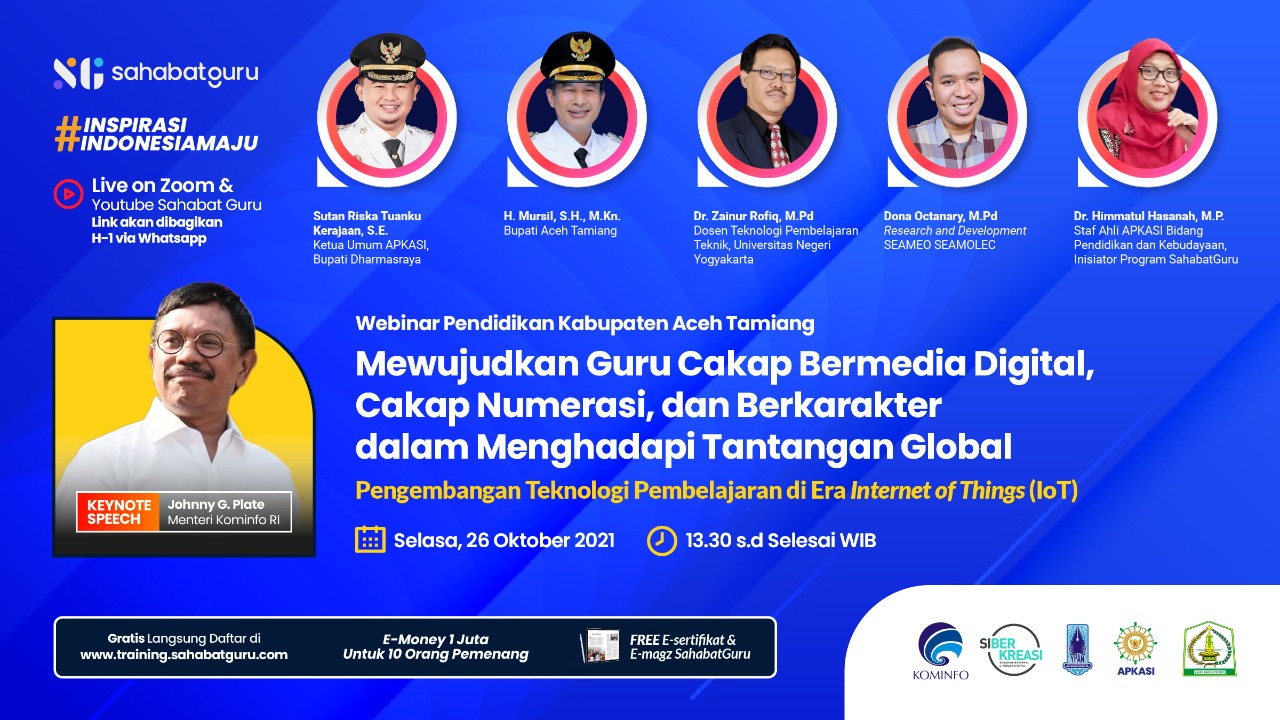 sahabatguru
#INSPIRASI
INDONESIAMAJU
Live on Zoom &
Youtube Sahabat Guru
Link akan dibagikan
H-1 via Whatsapp
Sutan Riska Tuanku
Kerajaan, S.E.
Ketua Umum APKASI,
Bupati Dharmasraya
H. Mursil, S.H., M.Kn.
Bupati Aceh Tamiang
Dr. Zainur Rofiq, M.Pd
Dosen Teknologi Pembelajaran
Teknik, Universitas Negeri
Yogyakarta
Dona Octanary, M.Pd
Research and Development
SEAMEO SEAMOLEC
Dr. Himmatul Hasanah, M.P.
Staf Ahli APKASI Bidang
Pendidikan dan Kebudayaan,
Inisiator Program SahabatGuru
KEYNOTE
SPEECH
Johnny G. Plate
Menteri Kominfo RI
Webinar Pendidikan Kabupaten Aceh Tamiang
Mewujudkan Guru Cakap Bermedia Digital,
Cakap Numerasi, dan Berkarakter
dalam Menghadapi Tantangan Global
Pengembangan Teknologi Pembelajaran di Era Internet of Things (IoT)
Selasa, 26 Oktober 2021
13.30 s.d Selesai WIB
Gratis Langsung Daftar di
www.training.sahabatguru.com
E-Money 1 Juta
Untuk 10 Orang Pemenang
FREE E-sertifikat &
E-magz SahabatGuru
KOMINFO
SIBER
KREASI
APKASI